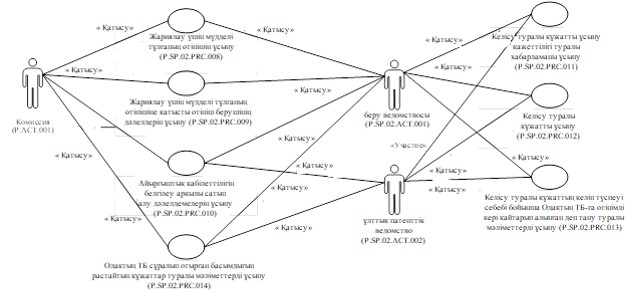 « Қатысу»
Жариялау үшін мүдделі
тұлғаның өтінішін ұсыну
(P.SP.02.PRC.008)
« Қатысу»
« Қатысу»
Жариялау үшін мүдделі тұлғаның
өтінішіне қатысты өтініш берушінің
дәлелдерін ұсыну (P.SP.02.PRC.009)
« Қатысу»
Комиссия
(P.ACT.001)
« Қатысу»
« Қатысу»
Айырғыштық қабілеттілігін
белгілеу арқылы сатып
алу дәлелдемелерін ұсыну
(P.SP.02.PRC.010)
« Қатысу»
« Қатысу»
Одақтың ТБ сұралып отырған басымдығын
растайтын құжаттар туралы мәліметтерді ұсыну
(P.SP.02.PRC.014)
« Қатысу»
« Қатысу»
беру ведомствосы
(P.SP.02.ACT.001)
«Участие»
ұлттық патенттік
ведомство
(P.SP.02.ACT.002)
« Қатысу»
Келісу туралы құжатты ұсыну
қажеттілігі туралы
хабарламаны ұсыну
(P.SP.02.PRC.011)
« Қатысу»
« Қатысу»
Келісу туралы
құжатты ұсыну
(P.SP.02.PRC.012)
« Қатысу»
« Қатысу»
« Қатысу»
Келісу туралы құжаттың келіп түспеуі
себебі бойынша Одақтың ТБ-ға өтінімді
кері қайтарып алынған деп тану туралы
мәліметтерді ұсыну (P.SP.02.PRC.013)